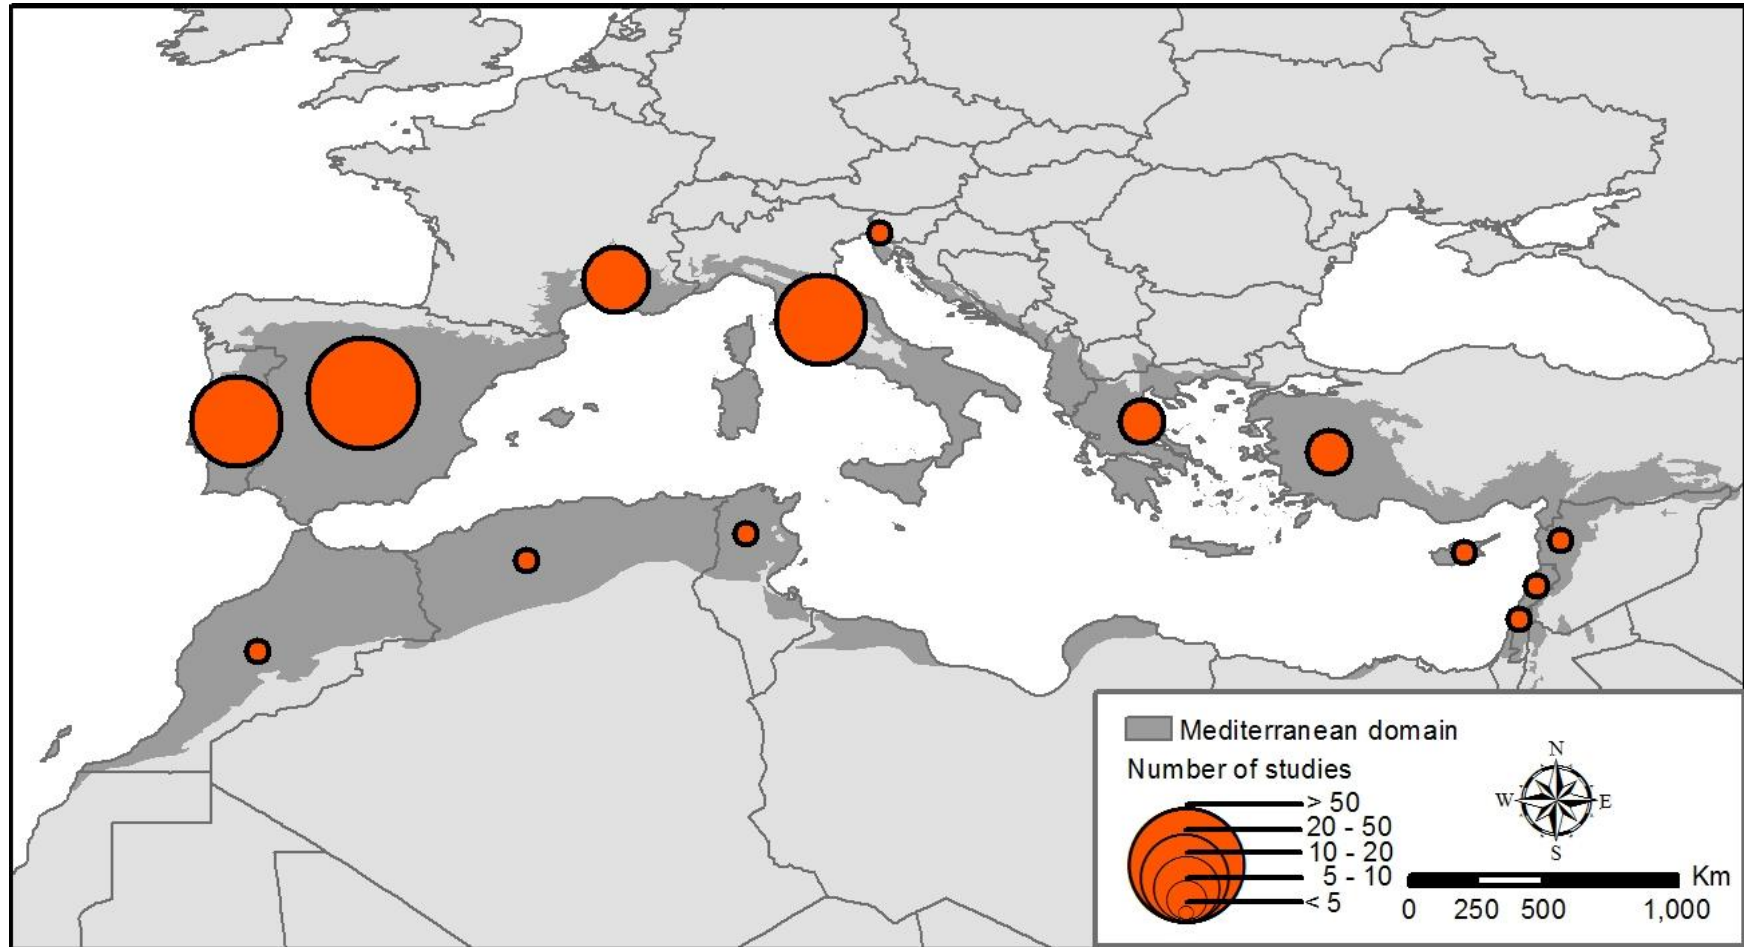 Mediterranean domain
Number of studies
> 50
20 - 50
10 - 20
5 - 10
< 5
N
W E
S
Km
0 250 500 1,000